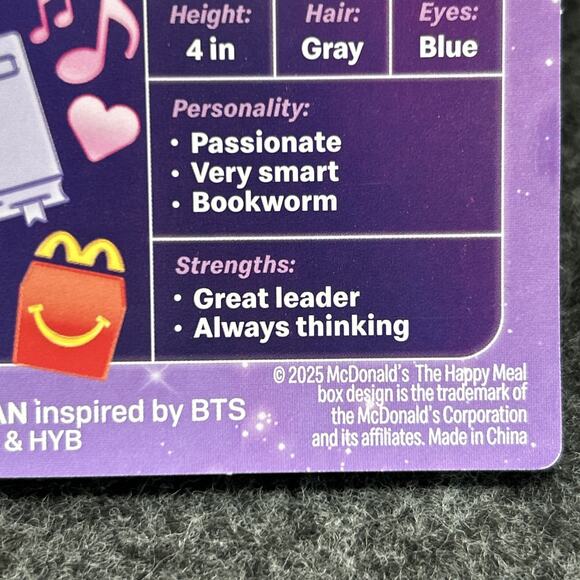 Height: Hair: Eyes:
4 in Gray Blue
Personality:
• Passionate
• Very smart
• Bookworm
Strengths:
• Great leader
• Always thinking
AN inspired by BTS
& HYB
© 2025 McDonald's The Happy Meal
box design is the trademark of
the McDonald's Corporation
and its affiliates. Made in China